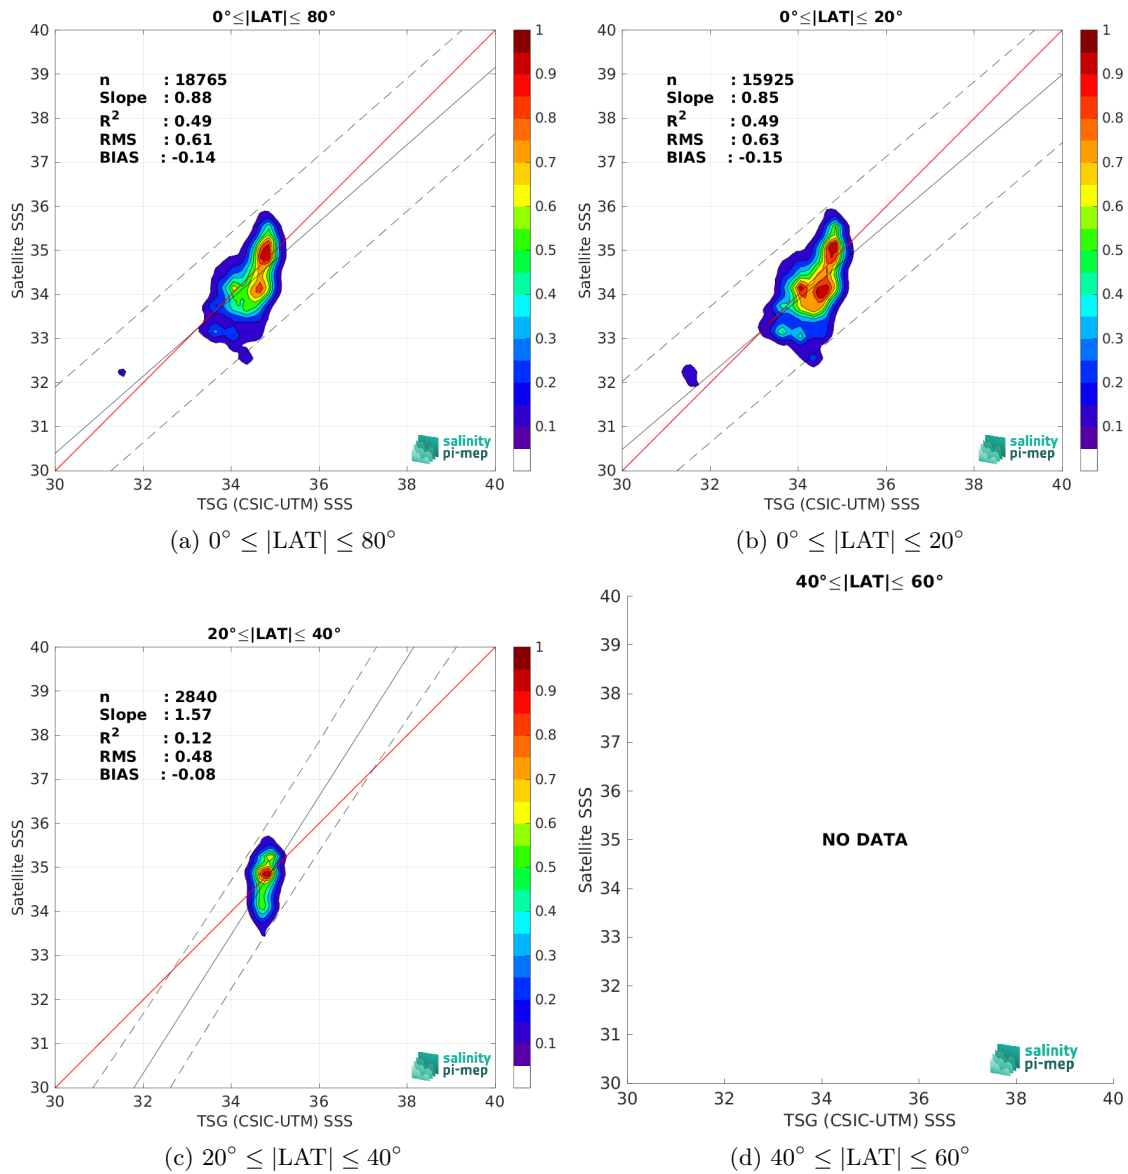 0°≤|LAT|≤ 80°
40
39
38
37
36
35
34
33
32
31
30
Satellite SSS
n : 18765
Slope : 0.88
R² : 0.49
RMS : 0.61
BIAS : -0.14
salinity
pi-mep
30 32 34 36 38 40
TSG (CSIC-UTM) SSS
1
0.9
0.8
0.7
0.6
0.5
0.4
0.3
0.2
0.1
(a) 0° ≤ |LAT| ≤ 80°
0°≤|LAT|≤ 20°
40
39
38
37
36
35
34
33
32
31
30
Satellite SSS
n : 15925
Slope : 0.85
R² : 0.49
RMS : 0.63
BIAS : -0.15
salinity
pi-mep
30 32 34 36 38 40
TSG (CSIC-UTM) SSS
1
0.9
0.8
0.7
0.6
0.5
0.4
0.3
0.2
0.1
(b) 0° ≤ |LAT| ≤ 20°
20°≤|LAT|≤ 40°
40
39
38
37
36
35
34
33
32
31
30
Satellite SSS
n : 2840
Slope : 1.57
R² : 0.12
RMS : 0.48
BIAS : -0.08
salinity
pi-mep
30 32 34 36 38 40
TSG (CSIC-UTM) SSS
1
0.9
0.8
0.7
0.6
0.5
0.4
0.3
0.2
0.1
(c) 20° ≤ |LAT| ≤ 40°
40°≤|LAT|≤ 60°
40
39
38
37
36
35
34
33
32
31
30
Satellite SSS
NO DATA
salinity
pi-mep
30 32 34 36 38 40
TSG (CSIC-UTM) SSS
(d) 40° ≤ |LAT| ≤ 60°